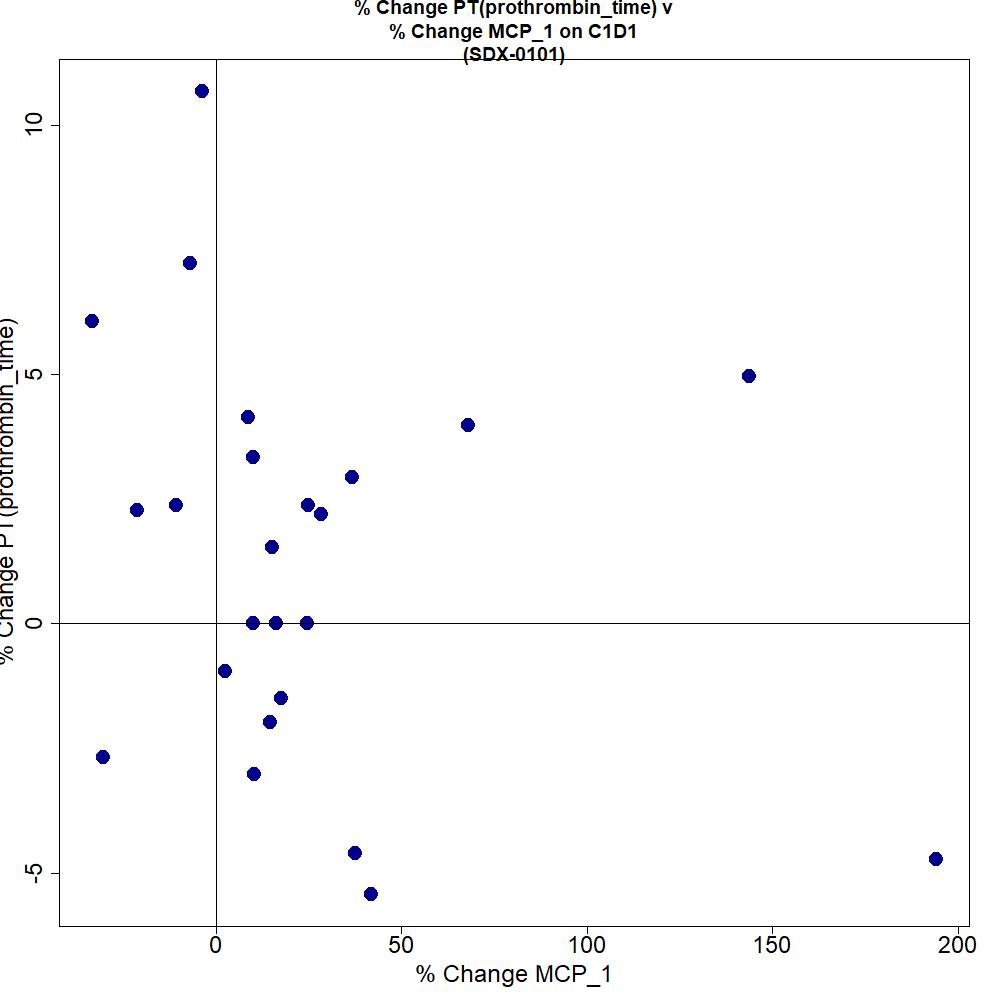 % Change PT(prothrombin_time) v
% Change MCP_1 on C1D1
(SDX-0101)
% Change PT(prothrombin_time)
10
5
0
-5
0
50
100
150
200
% Change MCP_1